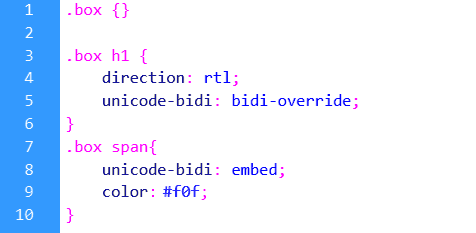 1 .box {}
2
3 .box h1 {
4     direction: rtl;
5     unicode-bidi: bidi-override;
6 }
7 .box span{
8     unicode-bidi: embed;
9     color: #f0f;
10 }